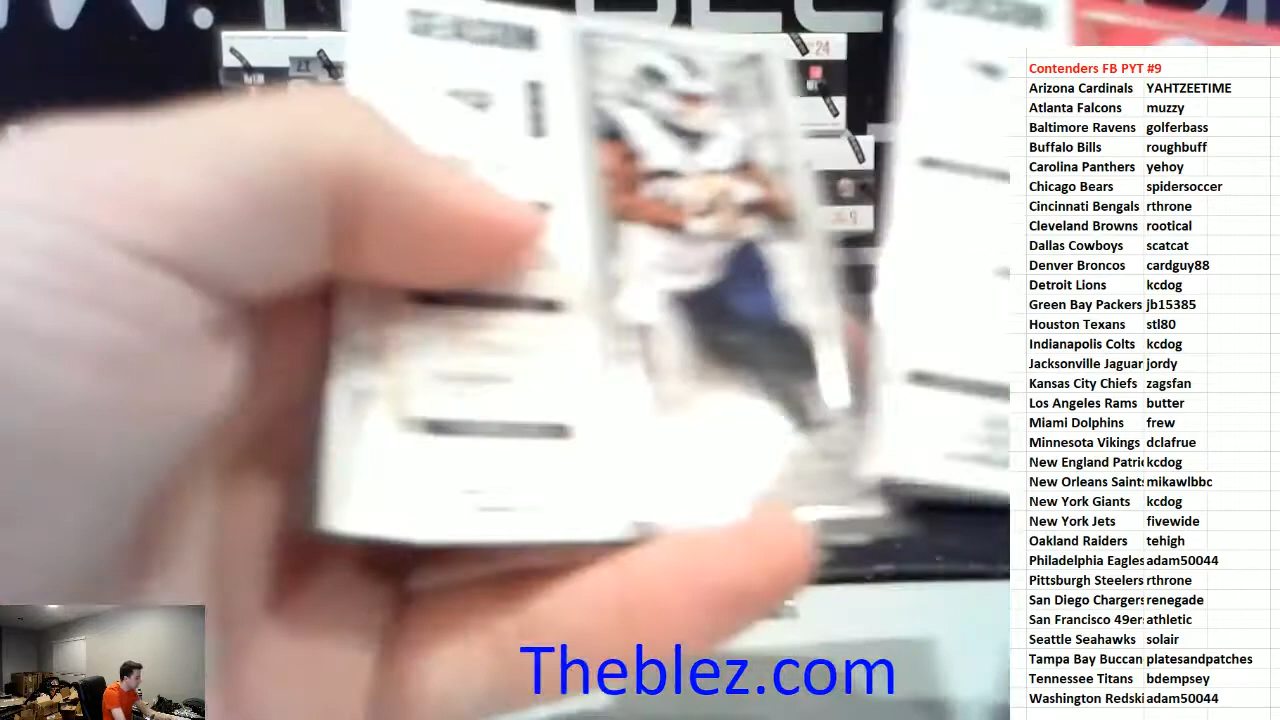 SEASON
:24
Theblez.com
Contenders FB PYT #9
Arizona Cardinals YAHTZEETIME
Atlanta Falcons muzzy
Baltimore Ravens golferbass
Buffalo Bills roughbuff
Carolina Panthers yehoy
Chicago Bears spidersoccer
Cincinnati Bengals rthrone
Cleveland Browns rootical
Dallas Cowboys scatcat
Denver Broncos cardguy88
Detroit Lions kcdog
Green Bay Packers jb15385
Houston Texans stl80
Indianapolis Colts kcdog
Jacksonville Jaguar jordy
Kansas City Chiefs zagsfan
Los Angeles Rams butter
Miami Dolphins frew
Minnesota Vikings dclafrue
New England Patri kcdog
New Orleans Saints mikawlbbc
New York Giants kcdog
New York Jets fivewide
Oakland Raiders tehigh
Philadelphia Eagles adam50044
Pittsburgh Steelers rthrone
San Diego Chargers renegade
San Francisco 49er athletic
Seattle Seahawks solair
Tampa Bay Buccan platesandpatches
Tennessee Titans bdempsey
Washington Redski adam50044